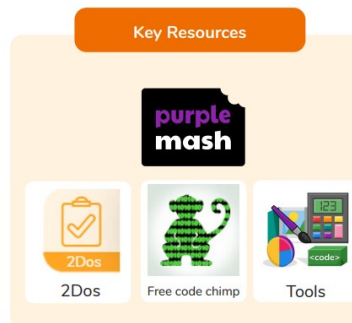 Key Resources
purple
mash
2Dos
123
<code>
2Dos
Free code chimp
Tools